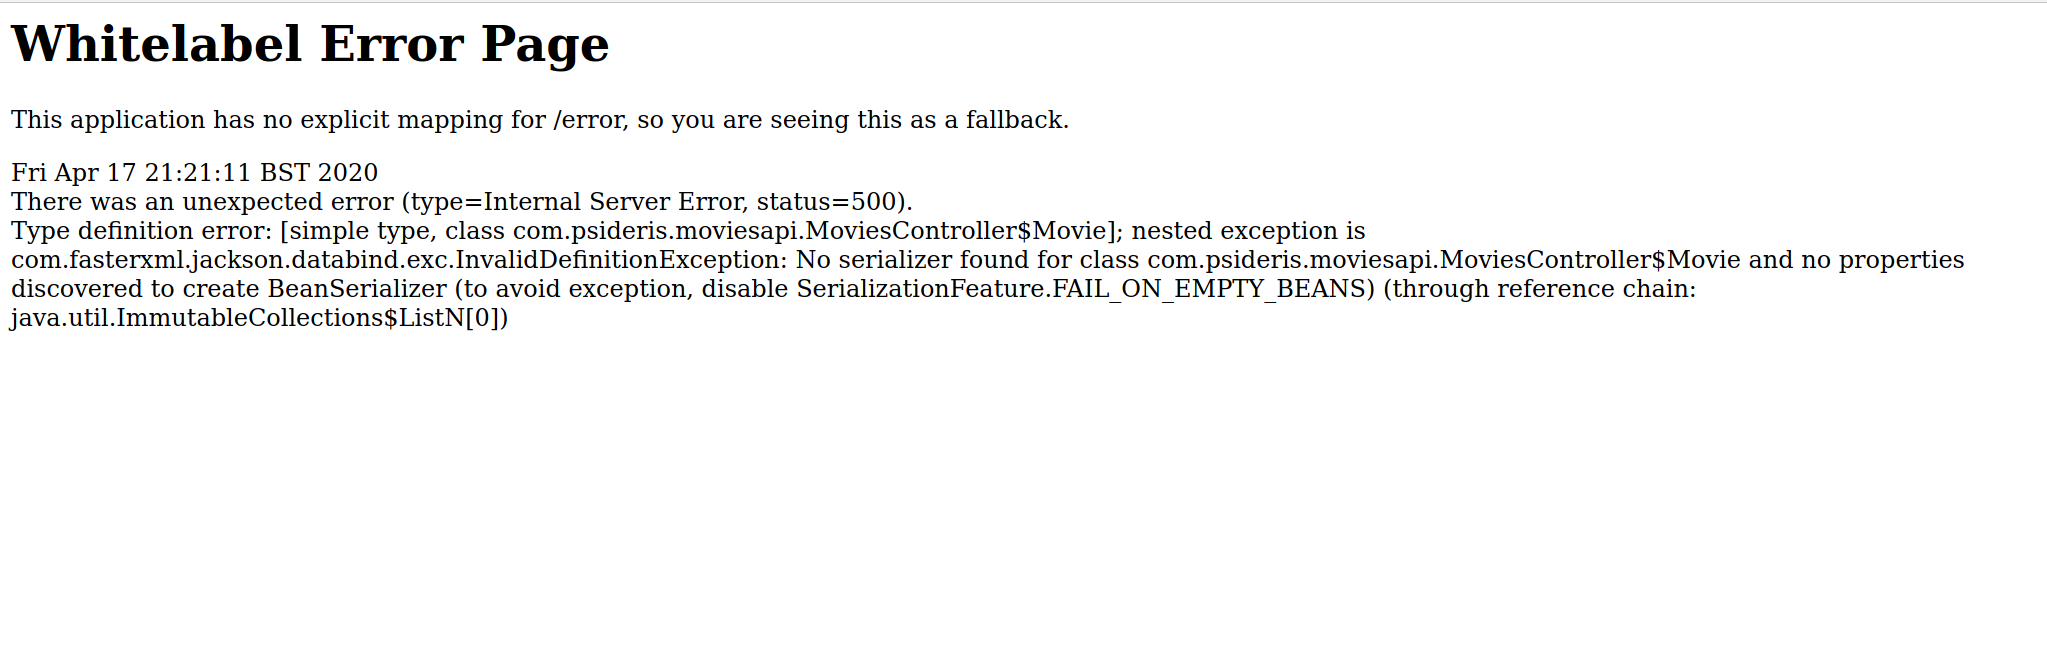 Whitelabel Error Page
This application has no explicit mapping for /error, so you are seeing this as a fallback.
Fri Apr 17 21:21:11 BST 2020
There was an unexpected error (type=Internal Server Error, status=500).
Type definition error: [simple type, class com.psideris.moviesapi.MoviesController$Movie]; nested exception is
com.fasterxml.jackson.databind.exc.InvalidDefinitionException: No serializer found for class com.psideris.moviesapi.MoviesController$Movie and no properties
discovered to create BeanSerializer (to avoid exception, disable SerializationFeature.FAIL_ON_EMPTY_BEANS) (through reference chain:
java.util.ImmutableCollections$ListN[0])